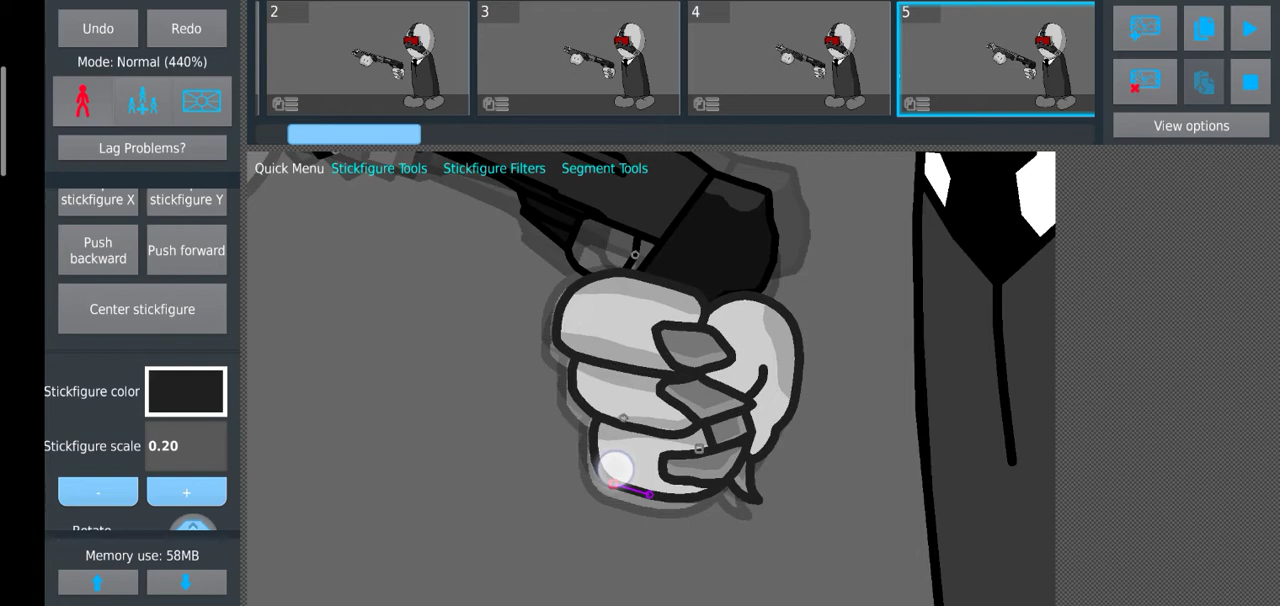 Undo
Redo
Mode: Normal (440%)
Lag Problems?
stickfigure X
stickfigure Y
Push backward
Push forward
Center stickfigure
Stickfigure color
Stickfigure scale
0.20
-
+
Rotate
Memory use: 58MB
2
3
4
5
View options
Quick Menu
Stickfigure Tools
Stickfigure Filters
Segment Tools